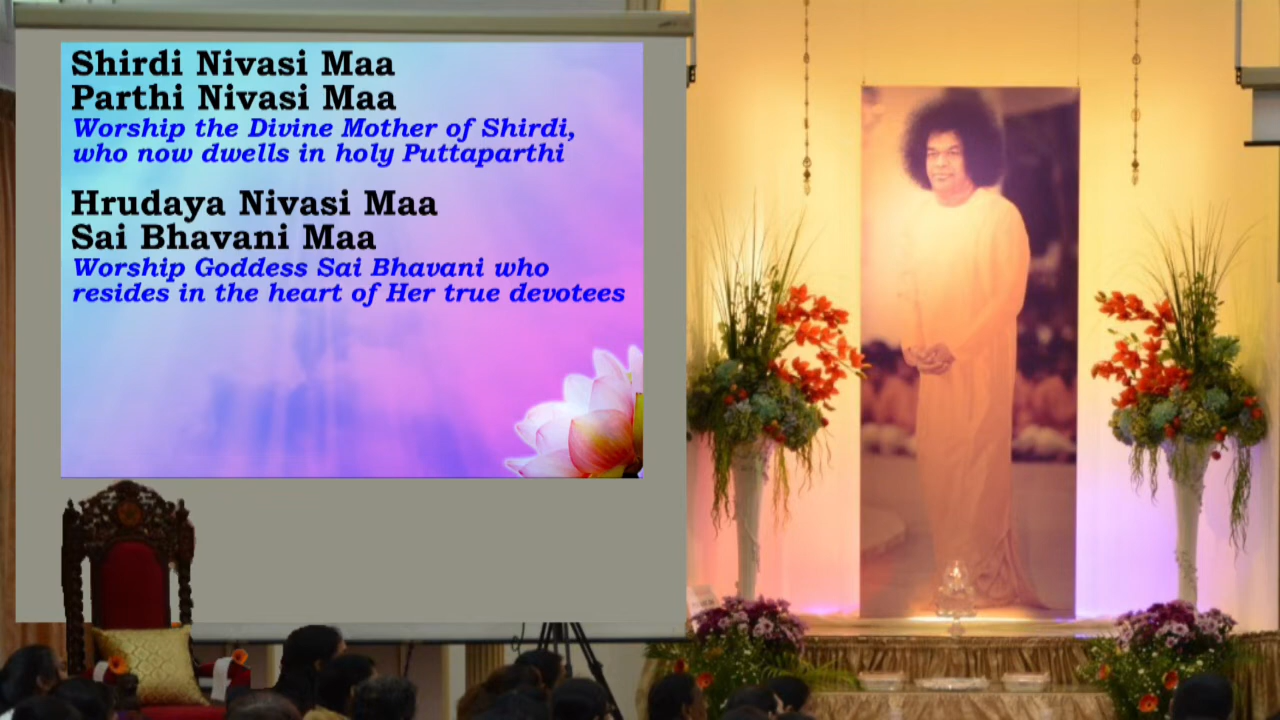 Shirdi Nivasi Maa
Parthi Nivasi Maa
Worship the Divine Mother of Shirdi,
who now dwells in holy Puttaparthi
Hrudaya Nivasi Maa
Sai Bhavani Maa
Worship Goddess Sai Bhavani who
resides in the heart of Her true devotees